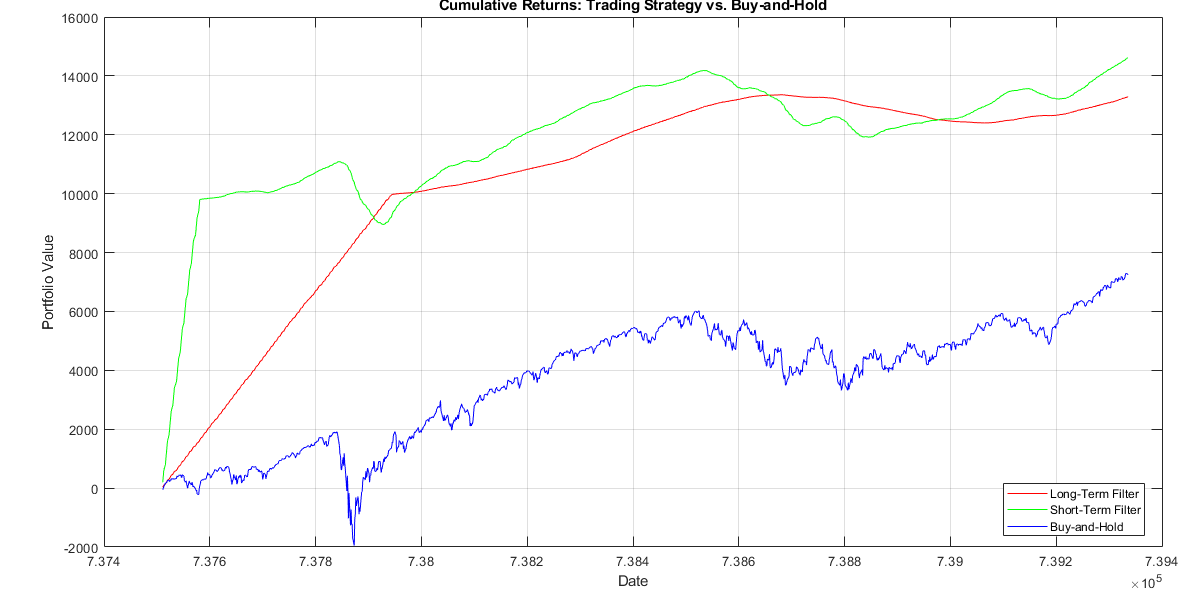 Cumulative Returns: Trading Strategy vs. Buy-and-Hold
16000
14000
12000
10000
8000
6000
4000
2000
0
-2000
Portfolio Value
7.374 7.376 7.378 7.38 7.382 7.384 7.386 7.388 7.39 7.392 7.394
Date
×10^5
Long-Term Filter
Short-Term Filter
Buy-and-Hold